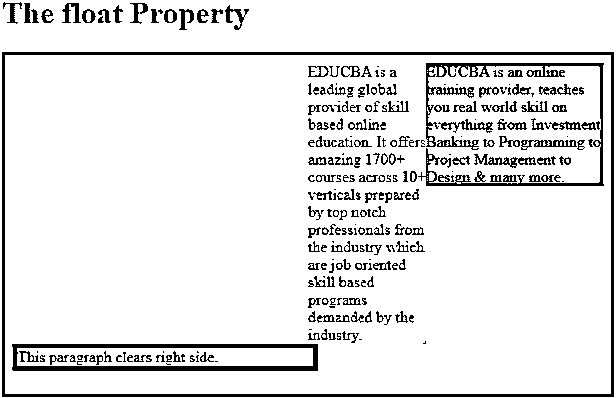 The float Property
EDUCBA is a
leading global
provider of skill
based online
education. It offers
amazing 1700+
courses across 10+
verticals prepared
by top notch
professionals from
the industry which
are job oriented
skill based
programs
demanded by the
industry.
EDUCBA is an online
training provider, teaches
you real world skill on
everything from Investment
Banking to Programming to
Project Management to
Design & many more.
This paragraph clears right side.